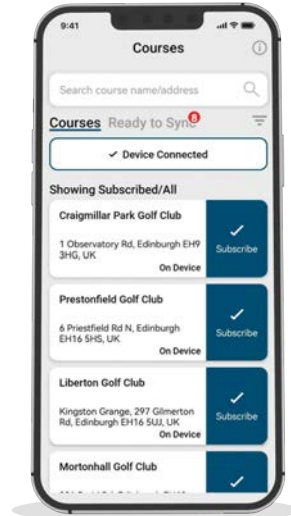 9:41
Courses
Search course name/address
Courses Ready to Sync
8
✓ Device Connected
Showing Subscribed/All
Craigmillar Park Golf Club
1 Observatory Rd, Edinburgh EH9
3HG, UK
On Device
Subscribe
Prestonfield Golf Club
6 Priestfield Rd N, Edinburgh
EH16 5HS, UK
On Device
Subscribe
Liberton Golf Club
Kingston Grange, 297 Gilmerton
Rd, Edinburgh EH16 5UJ, UK
On Device
Subscribe
Mortonhall Golf Club